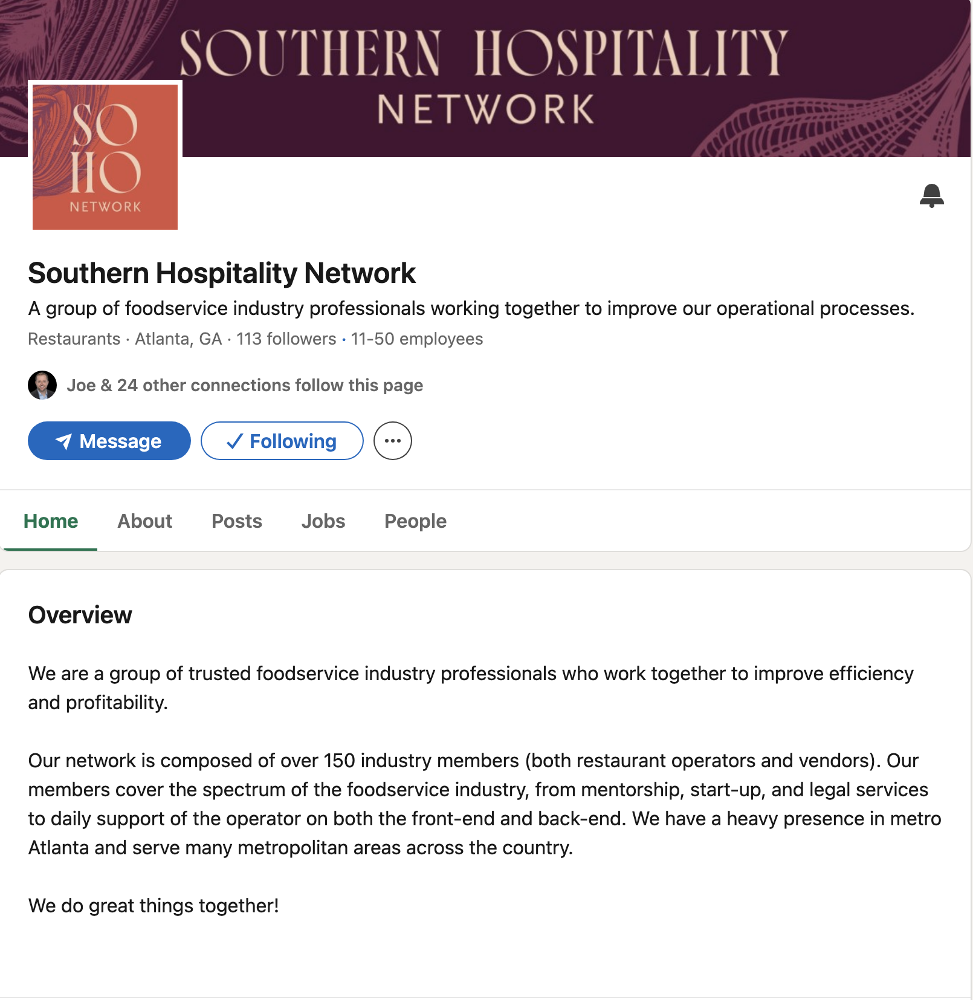 SOUTHERN HOSPITALITY
NETWORK
SO
HO
NETWORK
Southern Hospitality Network
A group of foodservice industry professionals working together to improve our operational processes.
Restaurants · Atlanta, GA · 113 followers · 11-50 employees
Joe & 24 other connections follow this page
Message Following
Home About Posts Jobs People
Overview
We are a group of trusted foodservice industry professionals who work together to improve efficiency
and profitability.
Our network is composed of over 150 industry members (both restaurant operators and vendors). Our
members cover the spectrum of the foodservice industry, from mentorship, start-up, and legal services
to daily support of the operator on both the front-end and back-end. We have a heavy presence in metro
Atlanta and serve many metropolitan areas across the country.
We do great things together!